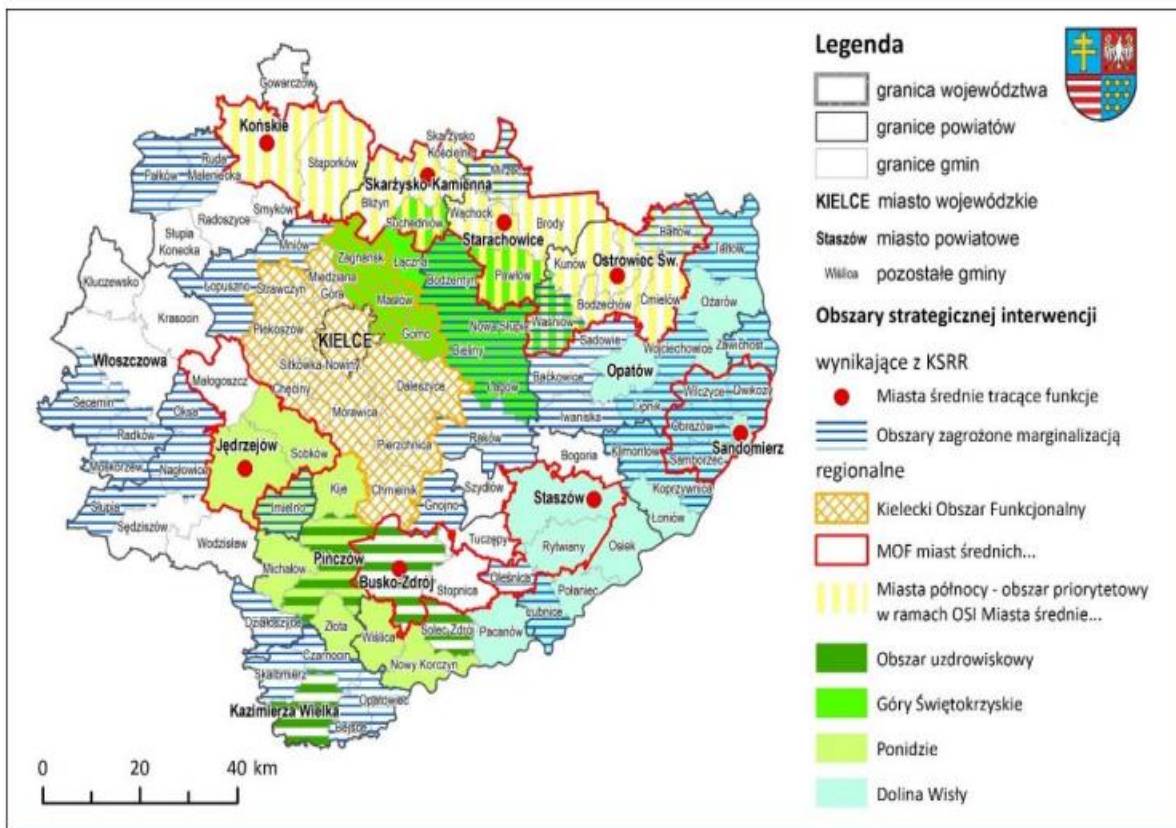 Legenda
granica województwa
granice powiatów
granice gmin
KIELCE miasto wojewódzkie
Staszów miasto powiatowe
Wiślica pozostałe gminy
Obszary strategicznej interwencji
wynikające z KSRR
Miasta średnie tracące funkcje
Obszary zagrożone marginalizacją
regionalne
Kielecki Obszar Funkcjonalny
MOF miast średnich...
Miasta północy - obszar priorytetowy
w ramach OSI Miasta średnie...
Obszar uzdrowiskowy
Góry Świętokrzyskie
Ponidzie
Dolina Wisły
Gowarczów
Końskie
Stąporków
Skarżysko
Kościelne
Ruda
Maleniecka
Fałków
Smyków
Radoszyce
Słupia
Konecka
Skarżysko-Kamienna
Bliżyn
Suchedniów
Mirzec
Wąchock
Starachowice
Brody
Pawłów
Kunów
Ostrowiec Św.
Bodzechów
Ćmielów
Bałtów
Tarłów
Ożarów
Mniów
Zagnańsk
Łączna
Bodzentyn
Miedziana
Góra
Masłów
Strawczyn
Łopuszno
Kluczewsko
Krasocin
Piekoszów
KIELCE
Górno
Nowa Słupia
Bieliny
Waśniów
Sadowie
Wojciechowice
Zawichost
Opatów
Baćkowice
Łagów
Włoszczowa
Małogoszcz
Sitkówka-Nowiny
Chęciny
Daleszyce
Morawica
Pierzchnica
Secemin
Oksa
Radków
Moskorzew
Nagłowice
Jędrzejów
Sobków
Iwaniska
Lipnik
Wilczyce
Dwikozy
Obrazów
Sandomierz
Samborzec
Klimontów
Raków
Bogoria
Koprzywnica
Łoniów
Kije
Chmielnik
Gnojno
Szydłów
Staszów
Rytwiany
Osiek
Słupia
Sędziszów
Wodzisław
Imielno
Pińczów
Michałów
Busko-Zdrój
Tuczępy
Stopnica
Oleśnica
Połaniec
Łubnice
Pacanów
Solec Zdrój
Działoszyce
Złota
Wiślica
Nowy Korczyn
Czarnocin
Skalbmierz
Opatowiec
Kazimierza Wielka
Bejsce
0 20 40 km